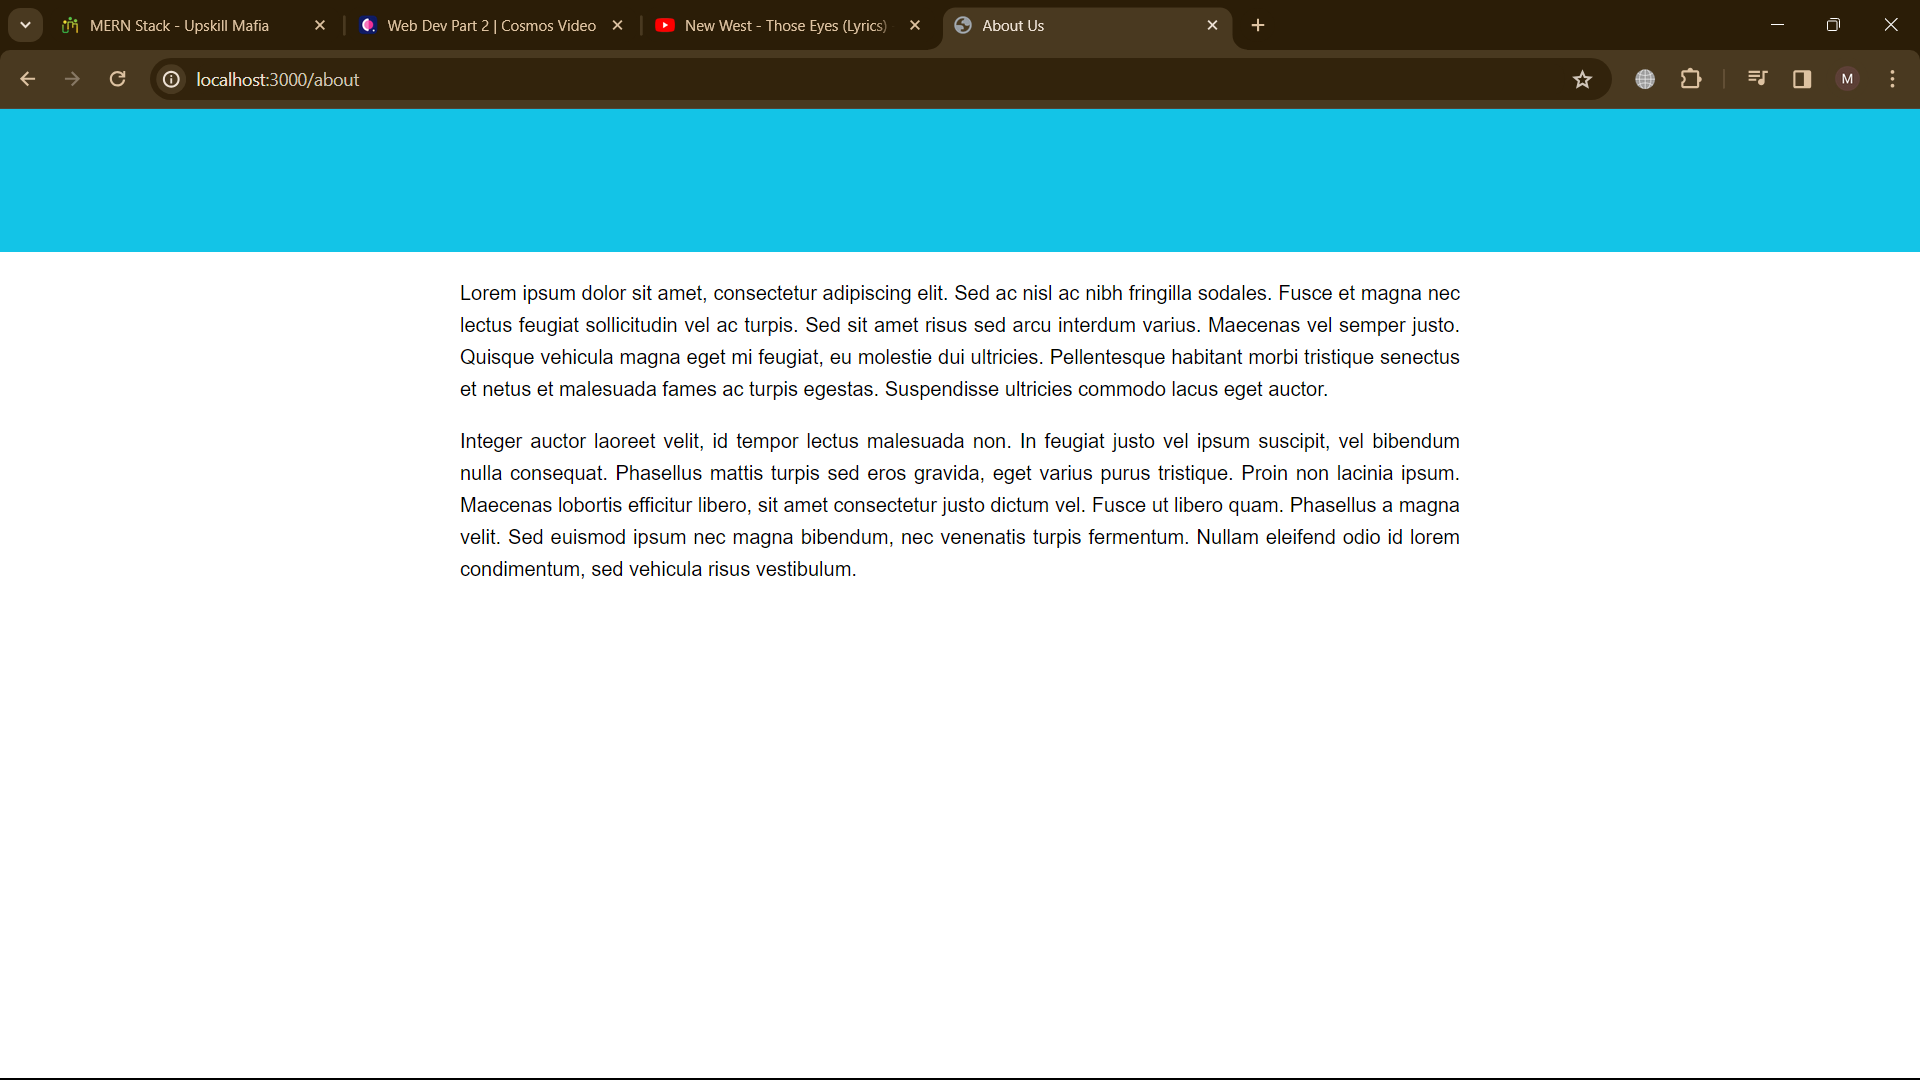 MERN Stack - Upskill Mafia
Web Dev Part 2 | Cosmos Video
New West - Those Eyes (Lyrics)
About Us
localhost:3000/about
M
Lorem ipsum dolor sit amet, consectetur adipiscing elit. Sed ac nisl ac nibh fringilla sodales. Fusce et magna nec
lectus feugiat sollicitudin vel ac turpis. Sed sit amet risus sed arcu interdum varius. Maecenas vel semper justo.
Quisque vehicula magna eget mi feugiat, eu molestie dui ultricies. Pellentesque habitant morbi tristique senectus
et netus et malesuada fames ac turpis egestas. Suspendisse ultricies commodo lacus eget auctor.
Integer auctor laoreet velit, id tempor lectus malesuada non. In feugiat justo vel ipsum suscipit, vel bibendum
nulla consequat. Phasellus mattis turpis sed eros gravida, eget varius purus tristique. Proin non lacinia ipsum.
Maecenas lobortis efficitur libero, sit amet consectetur justo dictum vel. Fusce ut libero quam. Phasellus a magna
velit. Sed euismod ipsum nec magna bibendum, nec venenatis turpis fermentum. Nullam eleifend odio id lorem
condimentum, sed vehicula risus vestibulum.